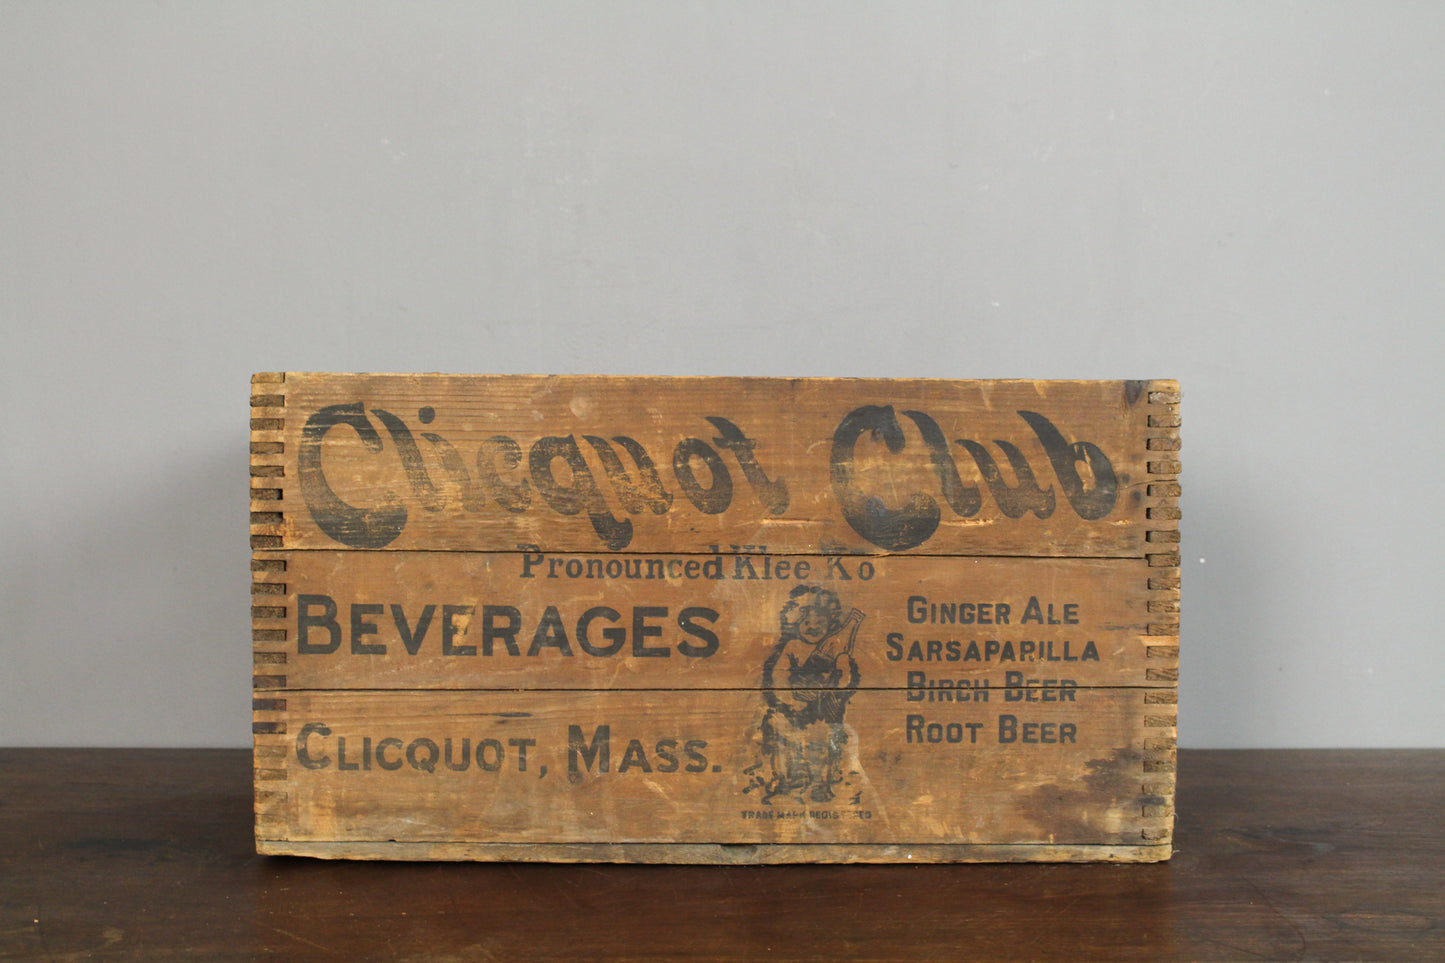 Clicquot Club
Pronounced Klee Ko
BEVERAGES
CLICQUOT, MASS.
GINGER ALE
SARSAPARILLA
BIRCH BEER
ROOT BEER
TRADE MARK REGISTERED